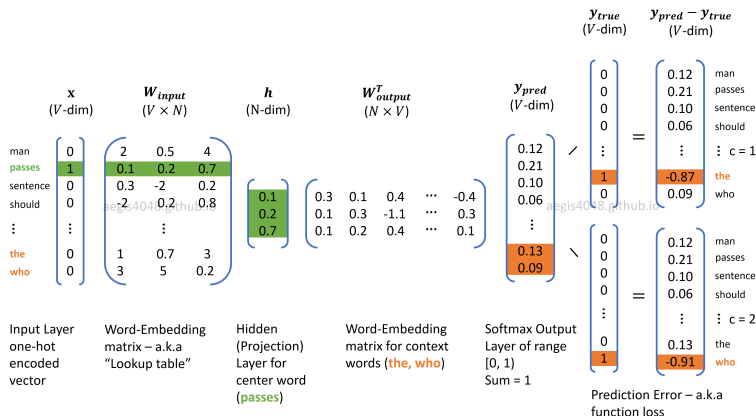 y_true
(V-dim)
y_pred − y_true
(V-dim)
x
(V-dim)
W_input
(V × N)
h
(N-dim)
W^T_output
(N × V)
y_pred
(V-dim)
man
passes
sentence
should
⋮
the
who
0
1
0
0
⋮
0
0
2 0.5 4
0.1 0.2 0.7
0.3 -2 0.2
-2 0.2 0.8
⋮
1 0.7 3
3 5 0.2
0.1
0.2
0.7
0.3 0.1 0.4 ⋯ -0.4
0.1 0.3 -1.1 ⋯ 0.3
0.1 0.2 0.4 ⋯ 0.1
0.12
0.21
0.10
0.06
⋮
0.13
0.09
0
0
0
0
⋮
1
0
=
0.12
0.21
0.10
0.06
⋮
-0.87
0.09
man
passes
sentence
should
⋮ c = 1
the
who
0
0
0
0
⋮
0
1
=
0.12
0.21
0.10
0.06
⋮
0.13
-0.91
man
passes
sentence
should
⋮ c = 2
the
who
aegis4048.github.io
aegis4048.github.io
Input Layer
one-hot
encoded
vector
Word-Embedding
matrix – a.k.a
“Lookup table”
Hidden
(Projection)
Layer for
center word
(passes)
Word-Embedding
matrix for context
words (the, who)
Softmax Output
Layer of range
[0, 1)
Sum = 1
Prediction Error – a.k.a
function loss